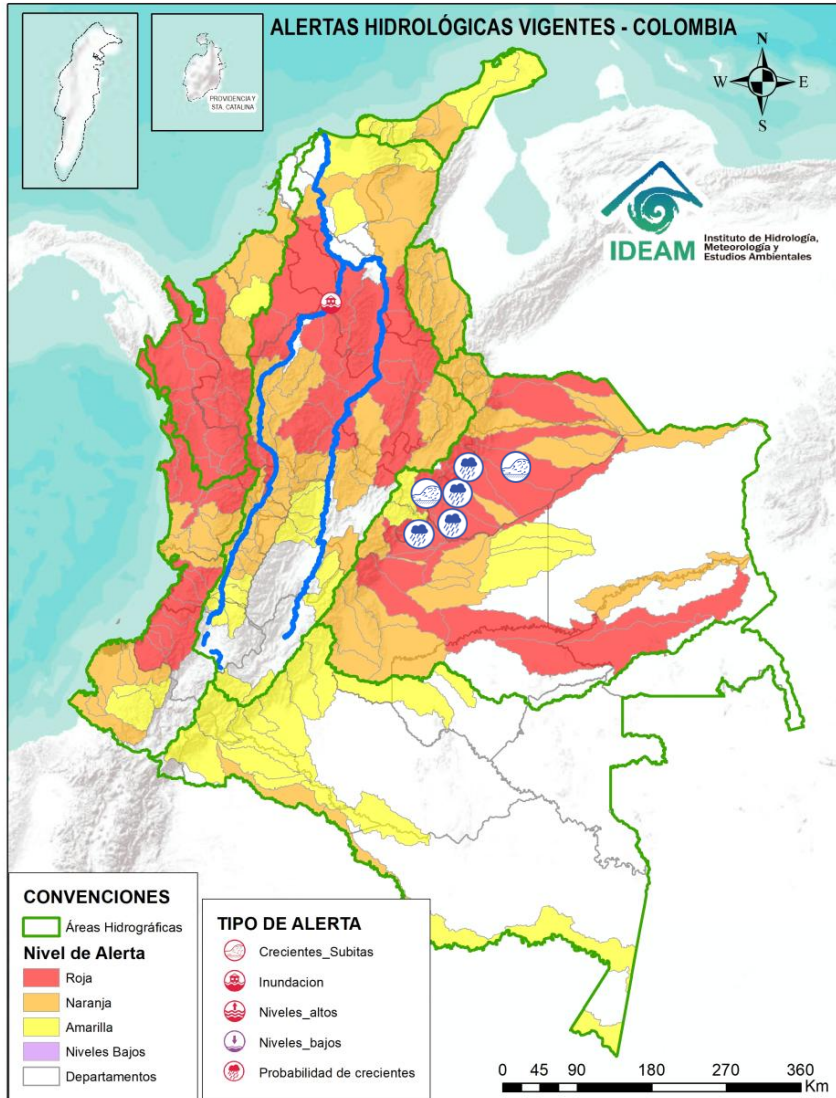 ALERTAS HIDROLÓGICAS VIGENTES - COLOMBIA
PROVIDENCIA Y
STA. CATALINA
N
W
E
S
IDEAM
Instituto de Hidrología,
Meteorología y
Estudios Ambientales
CONVENCIONES
Áreas Hidrográficas
Nivel de Alerta
Roja
Naranja
Amarilla
Niveles Bajos
Departamentos
TIPO DE ALERTA
Crecientes_Subitas
Inundacion
Niveles_altos
Niveles_bajos
Probabilidad de crecientes
0 45 90 180 270 360
Km